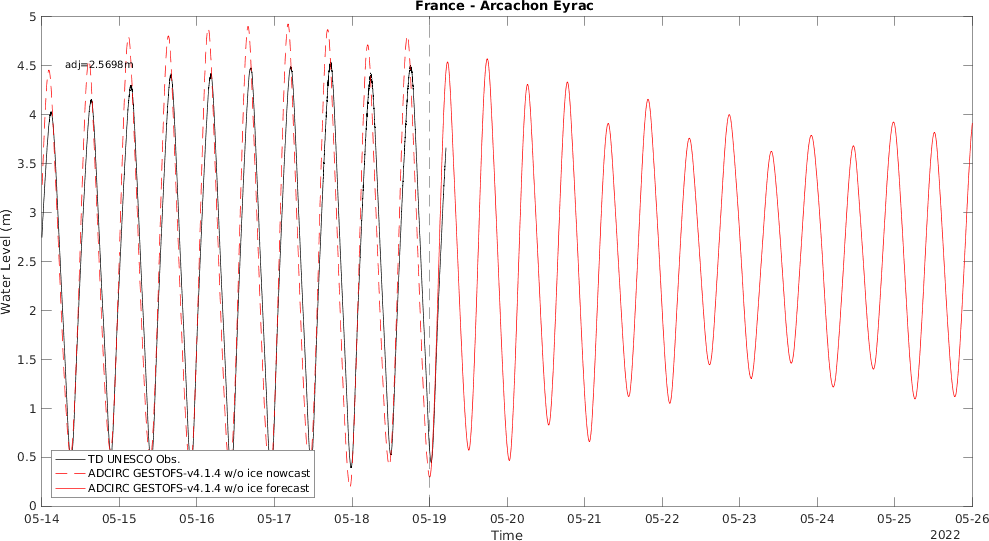 France - Arcachon Eyrac
adj=2.5698m
Water Level (m)
5
4.5
4
3.5
3
2.5
2
1.5
1
0.5
0
TD UNESCO Obs.
ADCIRC GESTOFS-v4.1.4 w/o ice nowcast
ADCIRC GESTOFS-v4.1.4 w/o ice forecast
05-14 05-15 05-16 05-17 05-18 05-19 05-20 05-21 05-22 05-23 05-24 05-25 05-26
Time
2022